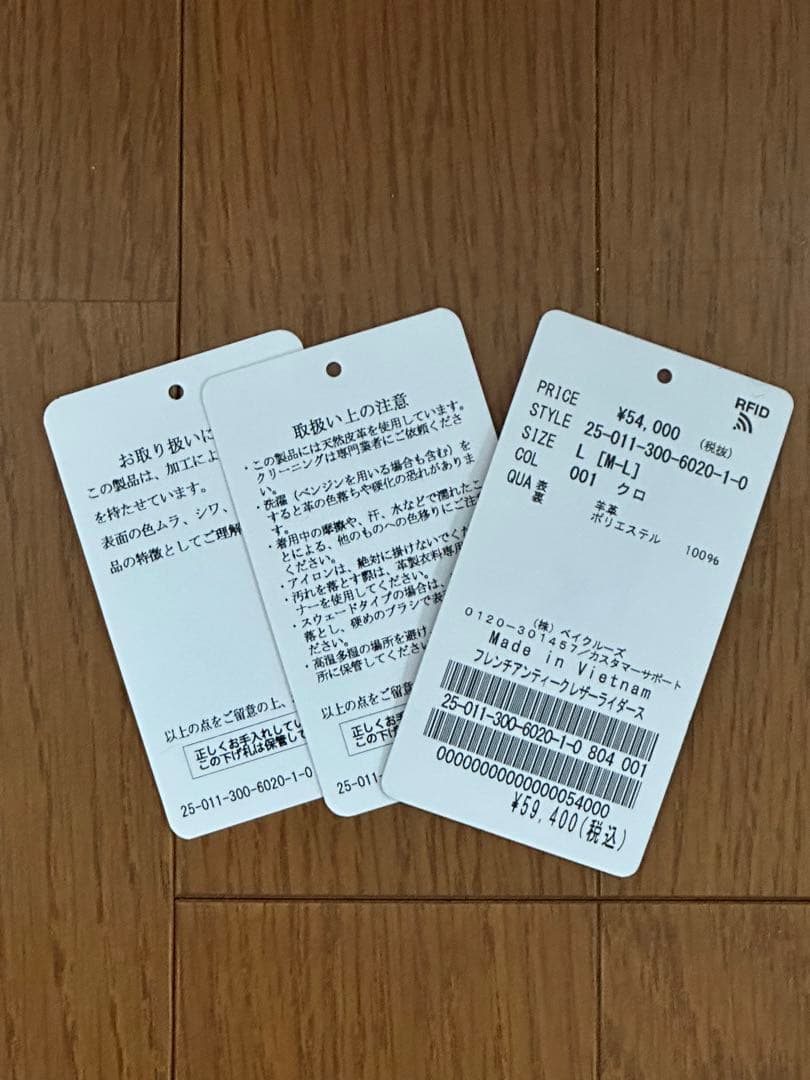 お取り扱いに
この製品は、加工によ
を持たせています。
表面の色ムラ、シワ、
品の特徴としてご理解
以上の点をご留意の上、
正しくお手入れしてい
この下げ札は保管して
25-011-300-6020-1-0
取扱い上の注意
・この製品には天然皮革を使用しています。
クリーニングは専門業者にご依頼くださ
い。
・洗濯（ベンジンを用いる場合も含む）を
すると革の色落ちや硬化の恐れがありま
す。
・着用中の摩擦や、汗、水などで濡れたこ
とによる、他のものへの色移りにご注
ください。
・アイロンは、絶対に掛けないでくだ
・汚れを落とす際は、革製衣料専用
ナーを使用してください。
・スウェードタイプの場合は、
落とし、硬めのブラシで表
ださい。
・高温多湿の場所を避け
所に保管してください
以上の点をご留意の上、
正しくお手
この下げ札
25-011-3
RFID
PRICE ¥54,000 (税抜)
STYLE 25-011-300-6020-1-0
SIZE L [M-L]
COL 001 クロ
QUA 表 羊革
裏 ポリエステル 100%
(株) ベイクルーズ
0120-301457/カスタマーサポート
Made in Vietnam
フレンチアンティークレザーライダース
25-011-300-6020-1-0 804 001
00000000000000054000
¥59,400(税込)